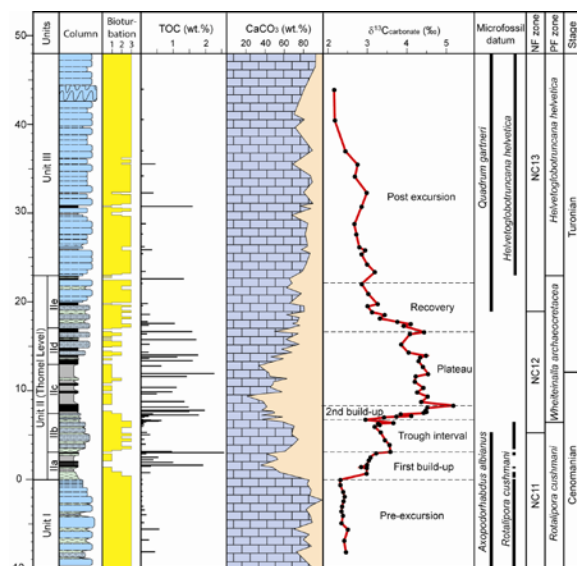 Units
Column
Bioturbation
1 2 3
TOC (wt.%)
1 2
CaCO₃ (wt.%)
20 40 60 80
δ¹³Ccarbonate (‰)
2 3 4 5
Microfossil datum
NF zone
PF zone
Stage
50
40
30
20
10
0
Unit III
Unit II (Thomel Level)
IIe
IId
IIc
IIb
IIa
Unit I
Post excursion
Recovery
Plateau
2nd build-up
Trough interval
First build-up
Pre-excursion
Quadrum gartneri
Helvetoglobotruncana helvetica
Axopodorhabdus albianus
Rotalipora cushmani
NC13
NC12
NC11
Helvetoglobotruncana helvetica
Whiteinalla archaeocretacea
Rotalipora cushmani
Turonian
Cenomanian